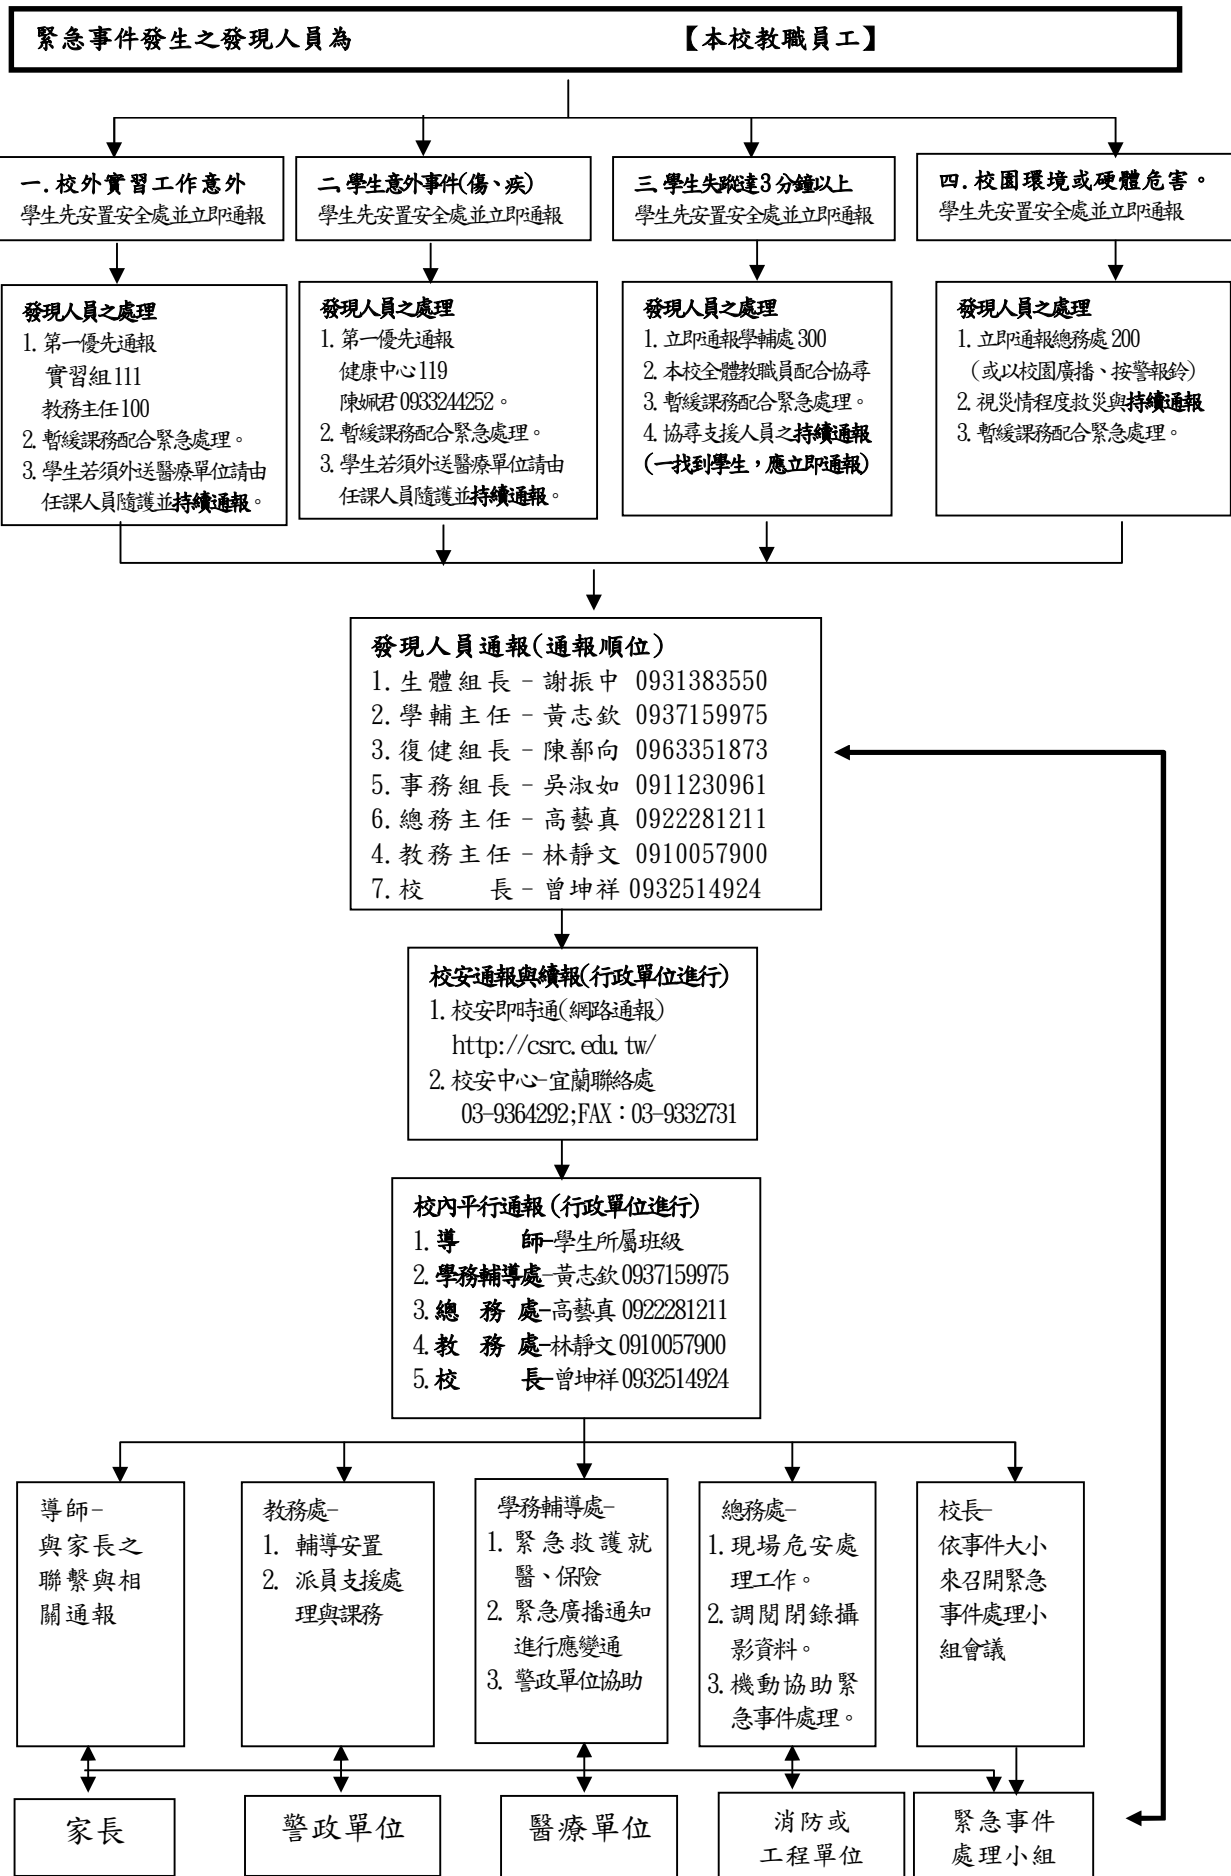 緊急事件發生之發現人員為 【本校教職員工】
一.校外實習工作意外
學生先安置安全處並立即通報
二.學生意外事件(傷、疾)
學生先安置安全處並立即通報
三.學生失蹤達3分鐘以上
學生先安置安全處並立即通報
四.校園環境或硬體危害。
學生先安置安全處並立即通報
發現人員之處理
1.第一優先通報
實習組111
教務主任100
2.暫緩課務配合緊急處理。
3.學生若須外送醫療單位請由
任課人員隨護並持續通報。
發現人員之處理
1.第一優先通報
健康中心119
陳姵君0933244252。
2.暫緩課務配合緊急處理。
3.學生若須外送醫療單位請由
任課人員隨護並持續通報。
發現人員之處理
1.立即通報學輔處300
2.本校全體教職員配合協尋
3.暫緩課務配合緊急處理。
4.協尋支援人員之持續通報
(一找到學生，應立即通報)
發現人員之處理
1.立即通報總務處200
(或以校園廣播、按警報鈴)
2.視災情程度救災與持續通報
3.暫緩課務配合緊急處理。
發現人員通報(通報順位)
1.生體組長－謝振中 0931383550
2.學輔主任－黃志欽 0937159975
3.復健組長－陳鄯向 0963351873
5.事務組長－吳淑如 0911230961
6.總務主任－高藝真 0922281211
4.教務主任－林靜文 0910057900
7.校 長－曾坤祥 0932514924
校安通報與續報(行政單位進行)
1.校安即時通(網路通報)
http://csrc.edu.tw/
2.校安中心-宜蘭聯絡處
03-9364292;FAX：03-9332731
校內平行通報(行政單位進行)
1.導 師-學生所屬班級
2.學務輔導處-黃志欽0937159975
3.總 務 處-高藝真0922281211
4.教 務 處-林靜文0910057900
5.校 長-曾坤祥0932514924
導師-
與家長之
聯繫與相
關通報
教務處-
1. 輔導安置
2. 派員支援處
理與課務
學務輔導處-
1. 緊急救護就
醫、保險
2. 緊急廣播通知
進行應變通
3. 警政單位協助
總務處-
1.現場危安處
理工作。
2.調閱閉錄攝
影資料。
3.機動協助緊
急事件處理。
校長-
依事件大小
來召開緊急
事件處理小
組會議
家長
警政單位
醫療單位
消防或
工程單位
緊急事件
處理小組